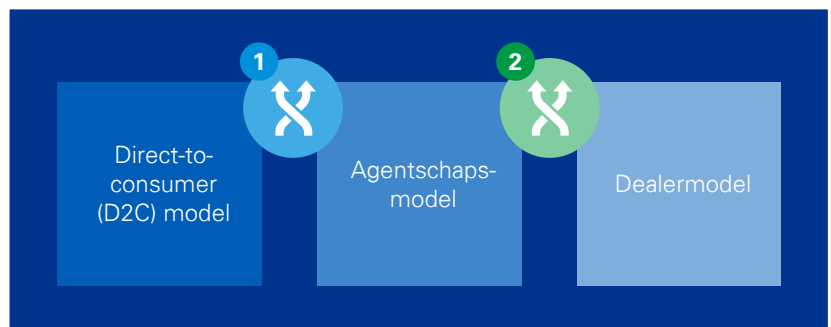 1
2
Direct-to-
consumer
(D2C) model
Agentschaps-
model
Dealermodel